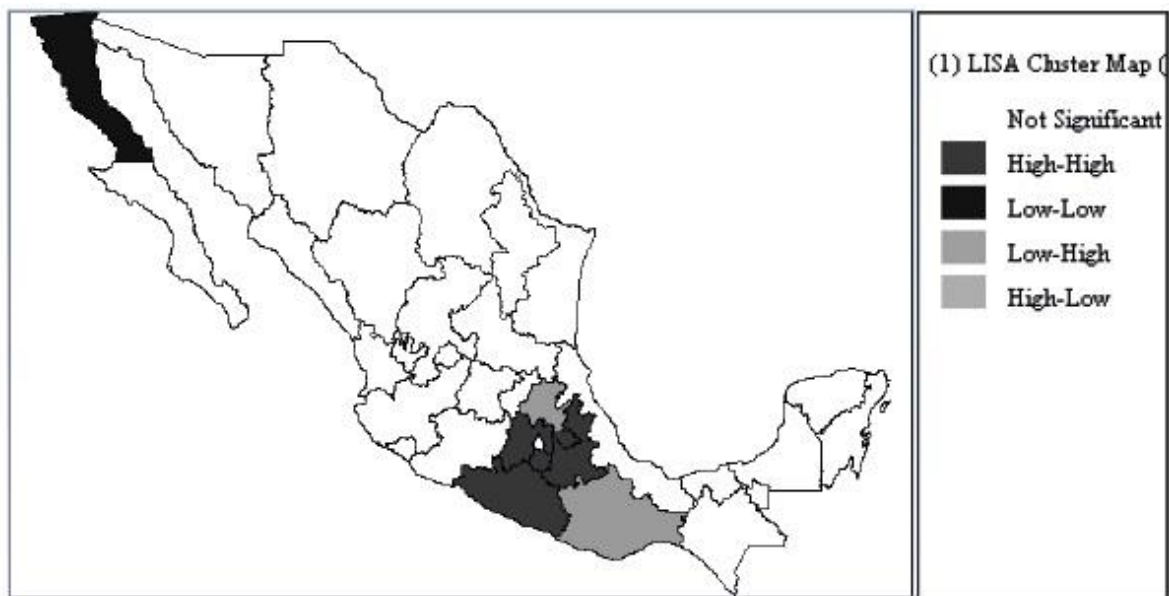 (1) LISA Cluster Map (
Not Significant
High-High
Low-Low
Low-High
High-Low